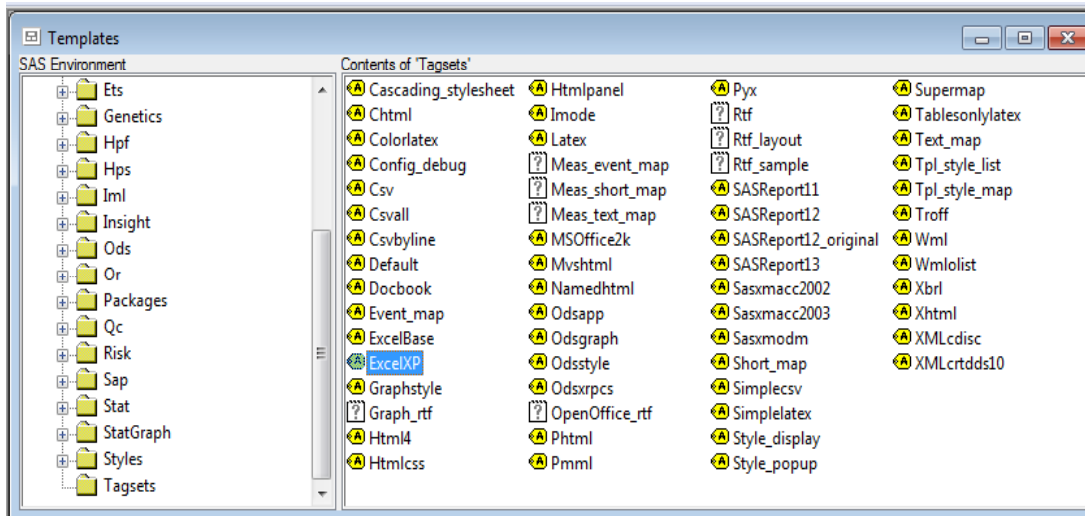 Templates
SAS Environment
Contents of 'Tagsets'
Ets
Genetics
Hpf
Hps
Iml
Insight
Ods
Or
Packages
Qc
Risk
Sap
Stat
StatGraph
Styles
Tagsets
Cascading_stylesheet
Chtml
Colorlatex
Config_debug
Csv
Csvall
Csvbyline
Default
Docbook
Event_map
ExcelBase
ExcelXP
Graphstyle
Graph_rtf
Html4
Htmlcss
Htmlpanel
Imode
Latex
Meas_event_map
Meas_short_map
Meas_text_map
MSOffice2k
Mvshtml
Namedhtml
Odsapp
Odsgraph
Odsstyle
Odsxrpcs
OpenOffice_rtf
Phtml
Pmml
Pyx
Rtf
Rtf_layout
Rtf_sample
SASReport11
SASReport12
SASReport12_original
SASReport13
Sasxmacc2002
Sasxmacc2003
Sasxmodm
Short_map
Simplecsv
Simplelatex
Style_display
Style_popup
Supermap
Tablesonlylatex
Text_map
Tpl_style_list
Tpl_style_map
Troff
Wml
Wmlolist
Xbrl
Xhtml
XMLcdisc
XMLcrtdds10